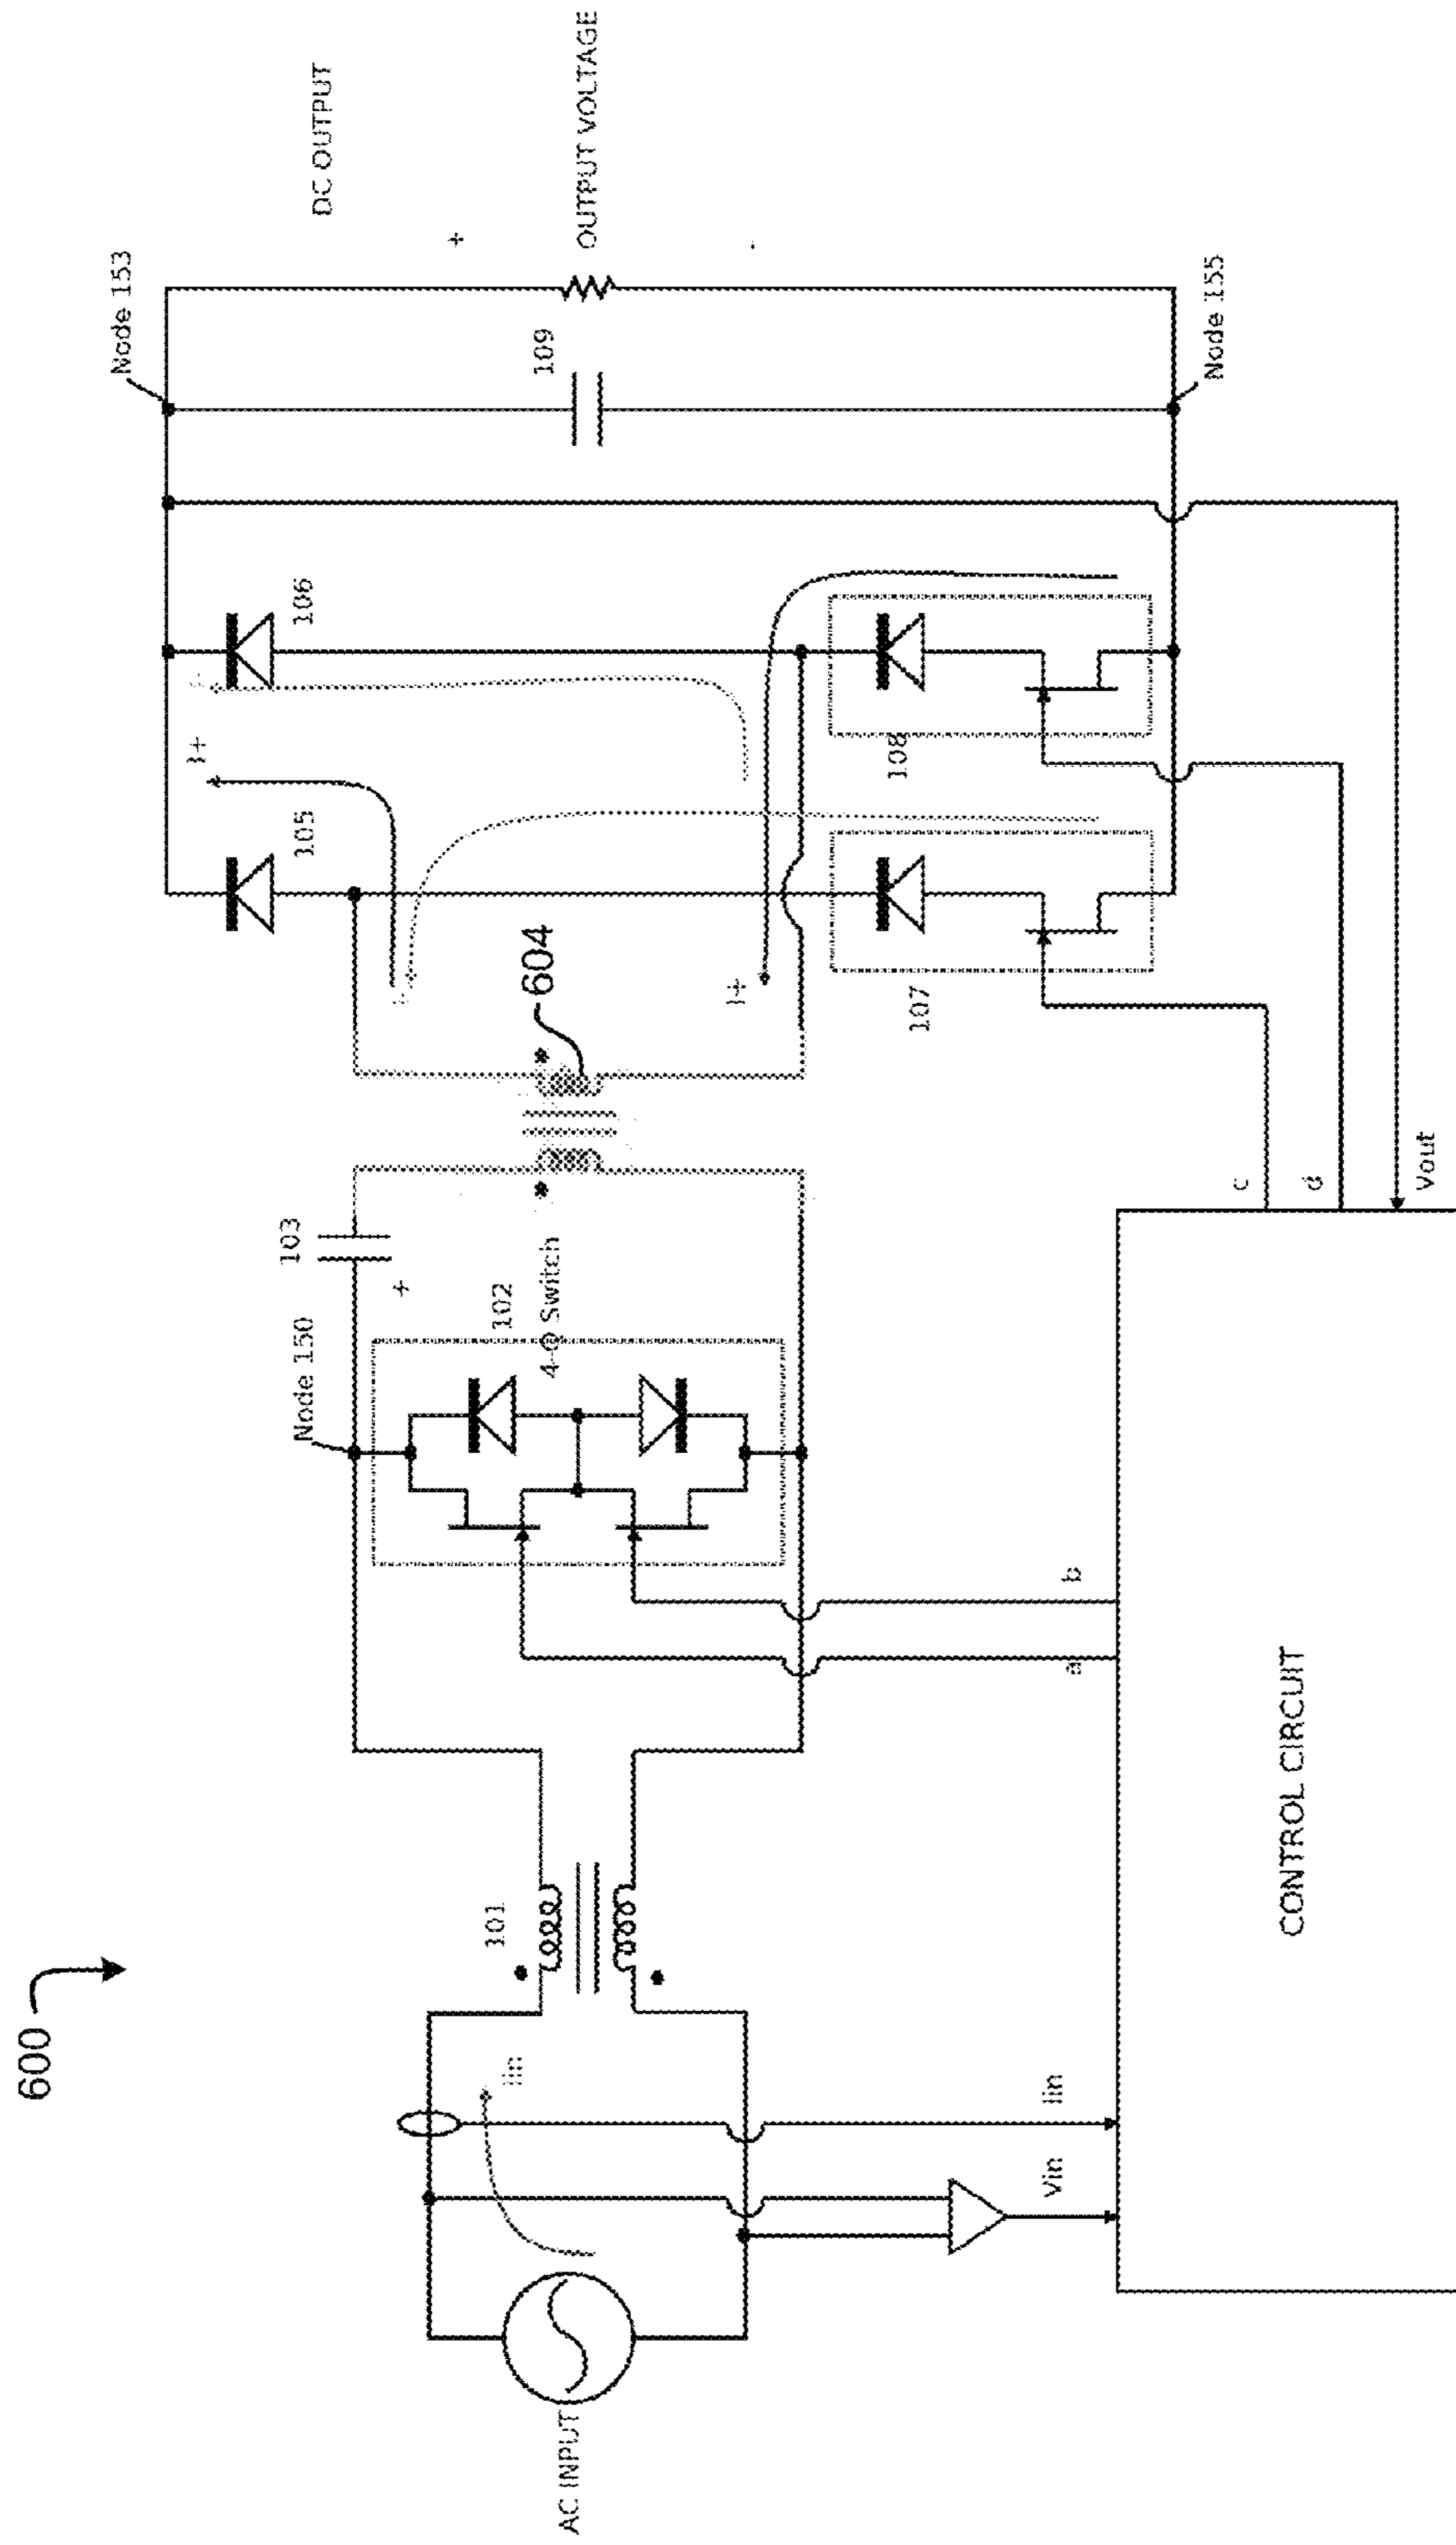 600
AC INPUT
Iin
101
Vin
Iin
CONTROL CIRCUIT
a
b
c
d
Vout
Node 150
102
4-Q Switch
103
+
604
I+
I+
105
106
107
108
109
Node 153
Node 155
DC OUTPUT
+
OUTPUT VOLTAGE
-